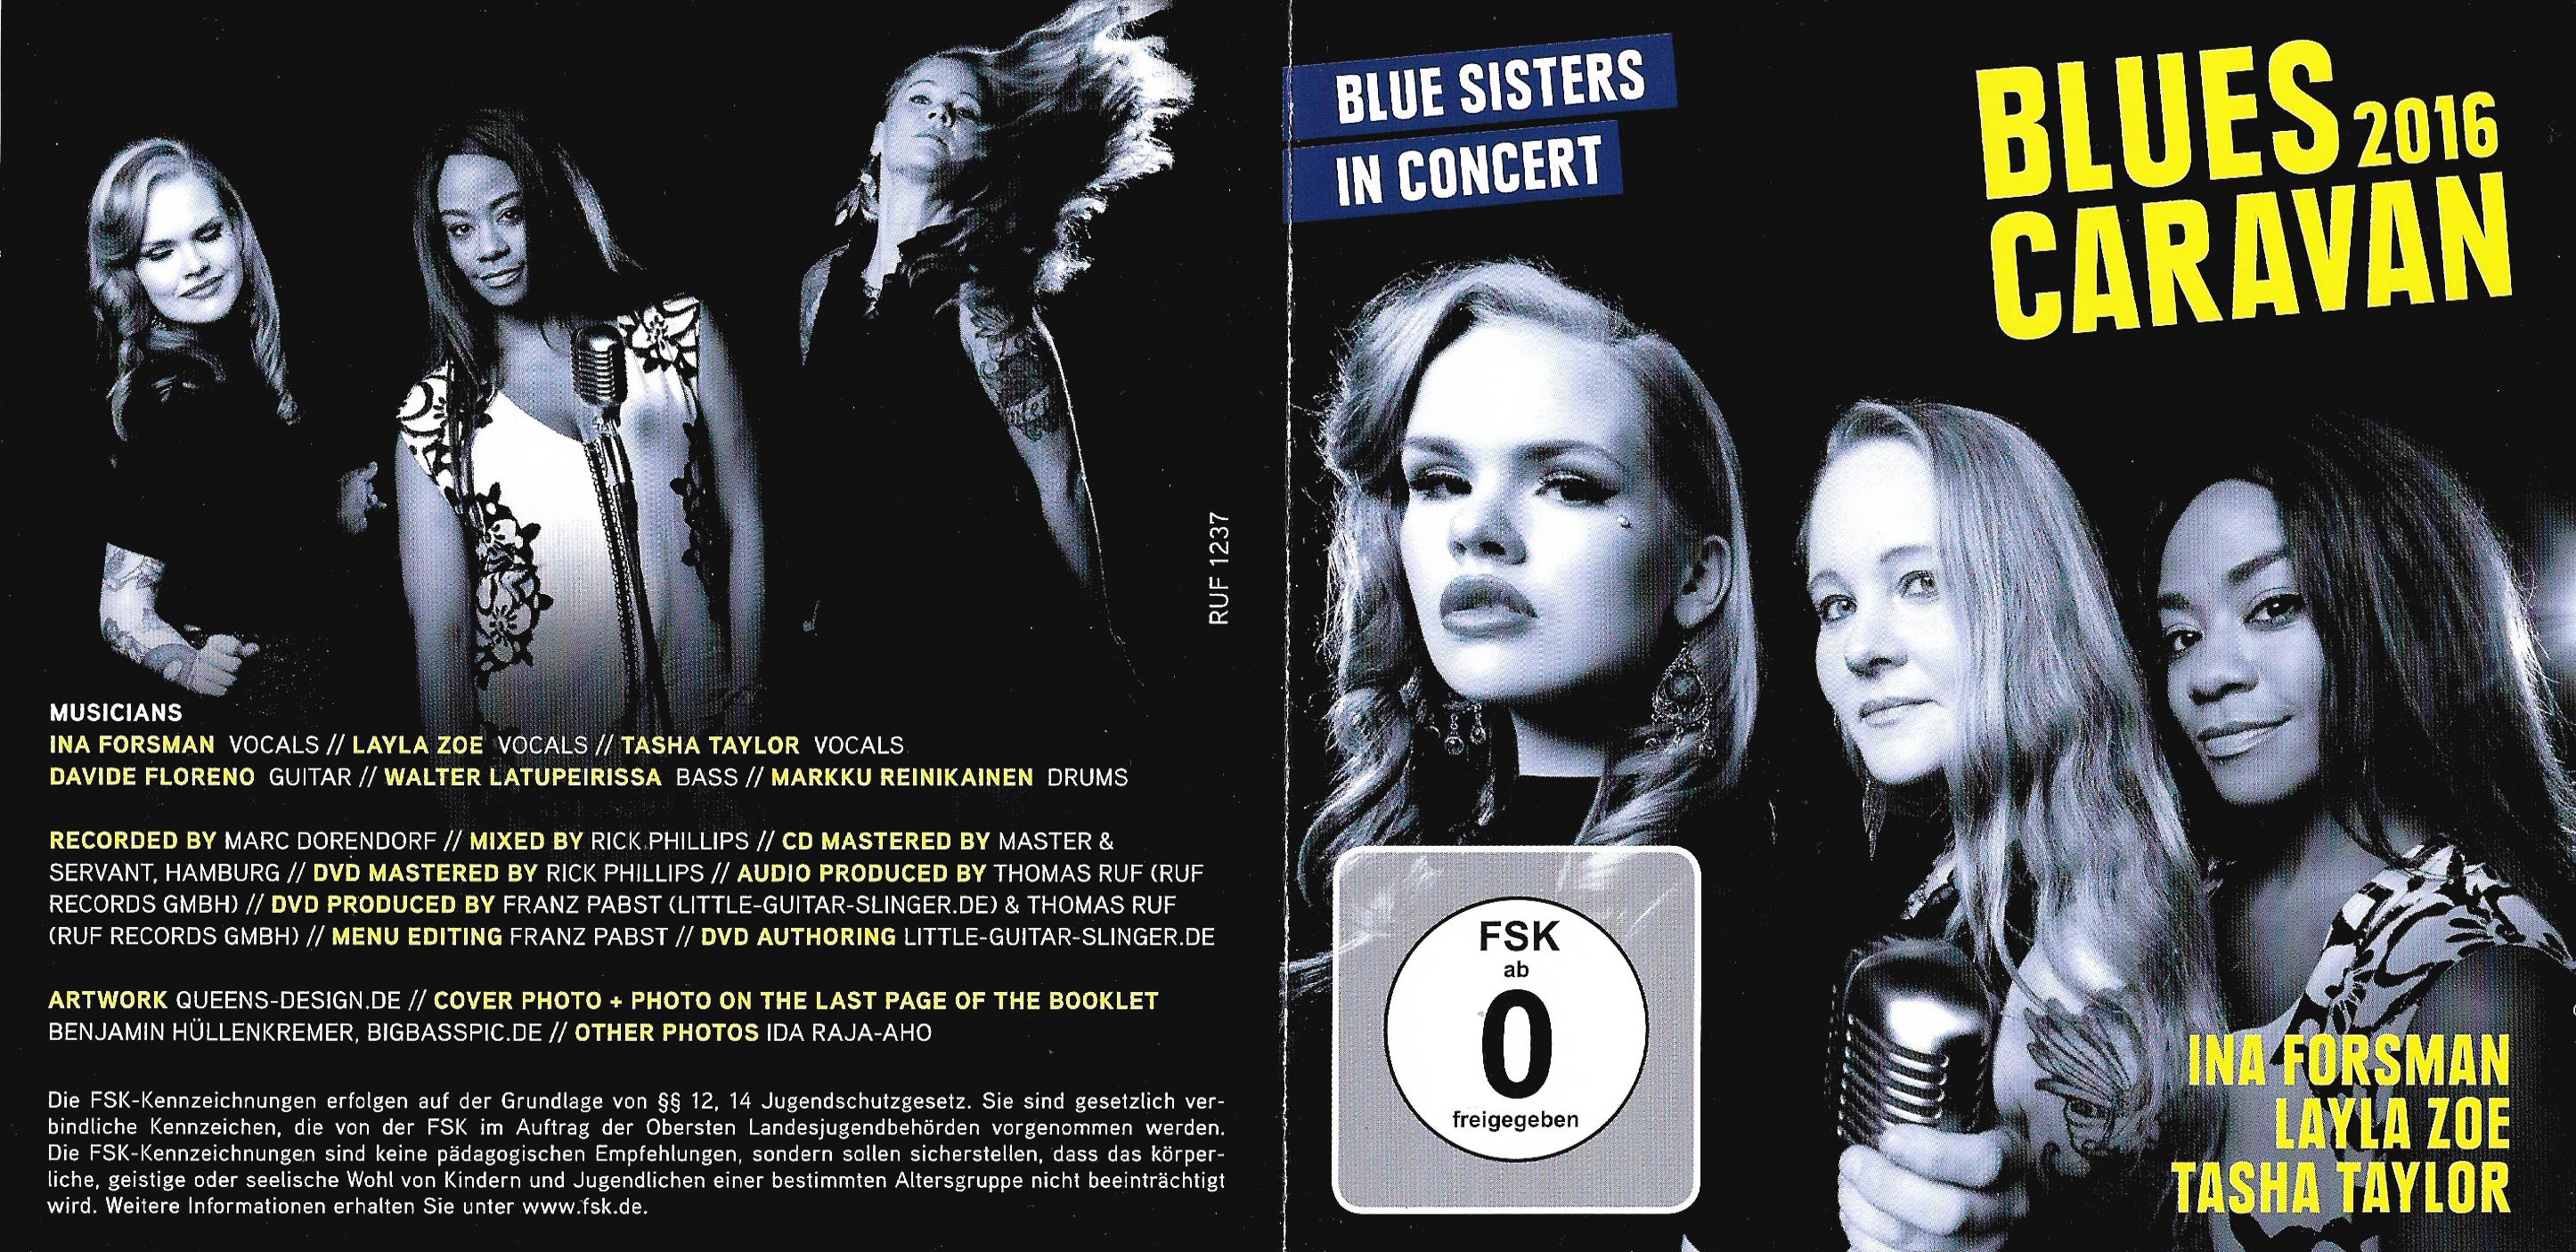 MUSICIANS
INA FORSMAN VOCALS // LAYLA ZOE VOCALS // TASHA TAYLOR VOCALS
DAVIDE FLORENO GUITAR // WALTER LATUPEIRISSA BASS // MARKKU REINIKAINEN DRUMS
RECORDED BY MARC DORENDORF // MIXED BY RICK PHILLIPS // CD MASTERED BY MASTER &
SERVANT, HAMBURG // DVD MASTERED BY RICK PHILLIPS // AUDIO PRODUCED BY THOMAS RUF (RUF
RECORDS GMBH) // DVD PRODUCED BY FRANZ PABST (LITTLE-GUITAR-SLINGER.DE) & THOMAS RUF
(RUF RECORDS GMBH) // MENU EDITING FRANZ PABST // DVD AUTHORING LITTLE-GUITAR-SLINGER.DE
ARTWORK QUEENS-DESIGN.DE // COVER PHOTO + PHOTO ON THE LAST PAGE OF THE BOOKLET
BENJAMIN HÜLLENKREMER, BIGBASSPIC.DE // OTHER PHOTOS IDA RAJA-AHO
Die FSK-Kennzeichnungen erfolgen auf der Grundlage von §§ 12, 14 Jugendschutzgesetz. Sie sind gesetzlich ver-
bindliche Kennzeichen, die von der FSK im Auftrag der Obersten Landesjugendbehörden vorgenommen werden.
Die FSK-Kennzeichnungen sind keine pädagogischen Empfehlungen, sondern sollen sicherstellen, dass das körper-
liche, geistige oder seelische Wohl von Kindern und Jugendlichen einer bestimmten Altersgruppe nicht beeinträchtigt
wird. Weitere Informationen erhalten Sie unter www.fsk.de.
RUF 1237
BLUE SISTERS
IN CONCERT
BLUES 2016
CARAVAN
FSK
ab
0
freigegeben
INA FORSMAN
LAYLA ZOE
TASHA TAYLOR